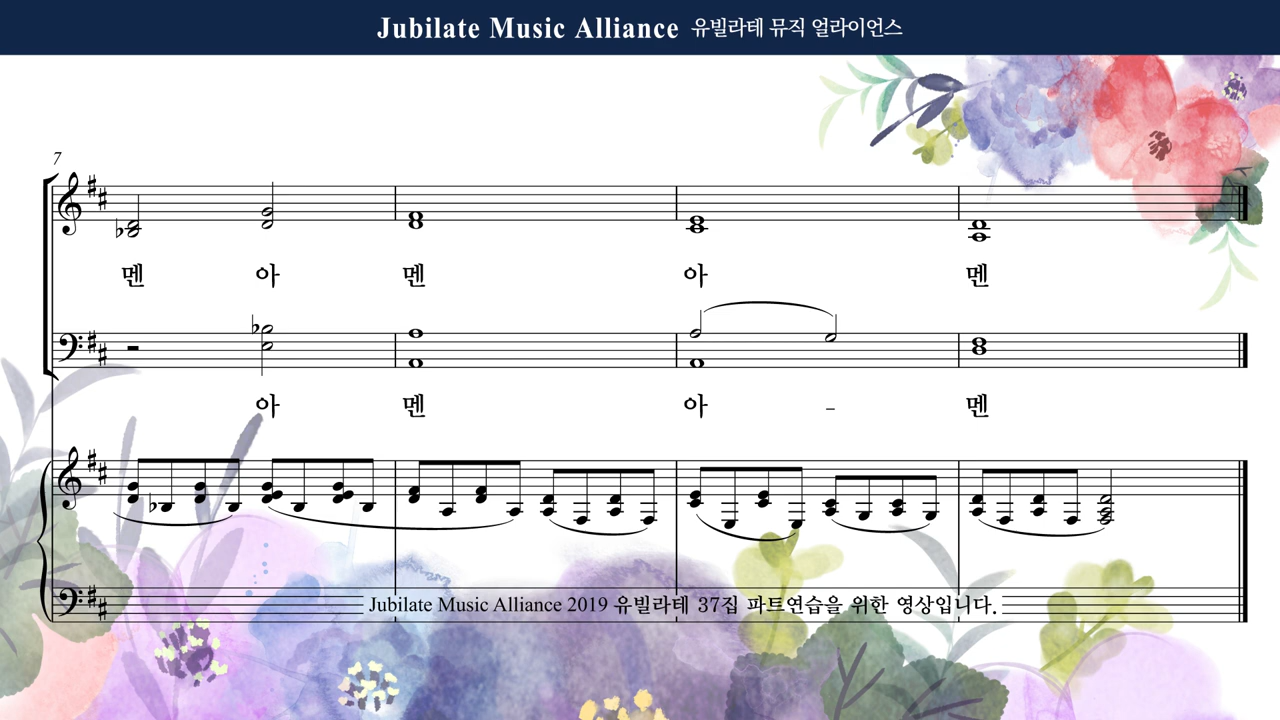 Jubilate Music Alliance 유빌라테 뮤직 얼라이언스
7
멘 아 멘 아 멘
아 멘 아 - 멘
Jubilate Music Alliance 2019 유빌라테 37집 파트연습을 위한 영상입니다.